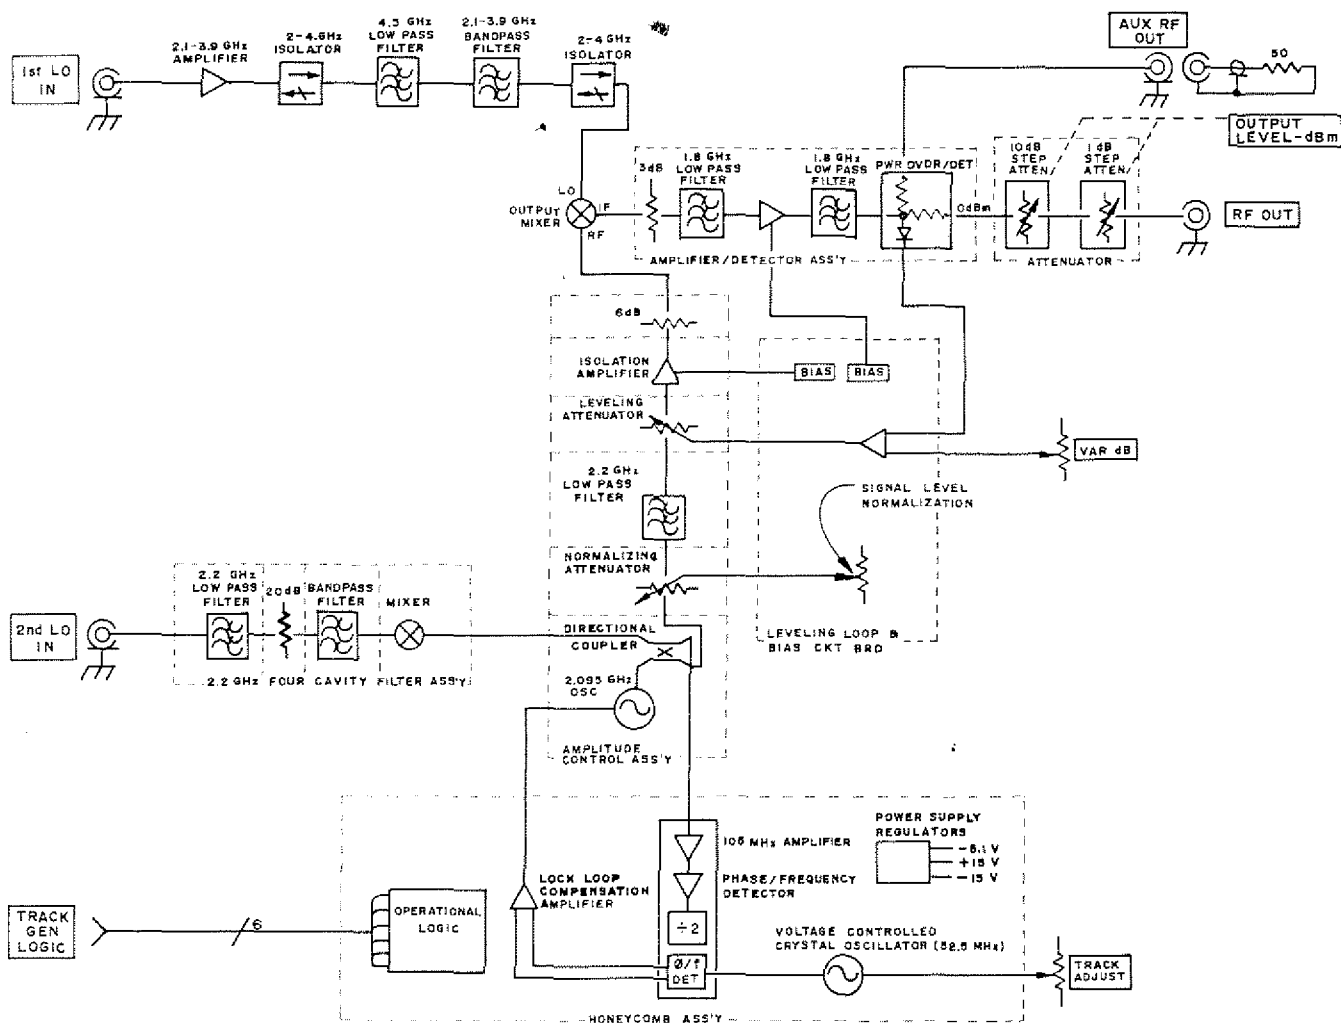 1st LO
IN
2.1-3.9 GHz
AMPLIFIER
2-4.GHz
ISOLATOR
4.5 GHz
LOW PASS
FILTER
2.1-3.9 GHz
BANDPASS
FILTER
2-4 GHz
ISOLATOR
AUX RF
OUT
50
OUTPUT
LEVEL-dBm
3dB
1.8 GHz
LOW PASS
FILTER
1.8 GHz
LOW PASS
FILTER
PWR DVDR/DET
10dB
STEP
ATTEN
1dB
STEP
ATTEN
LO
IF
RF
OUTPUT
MIXER
0dBm
RF OUT
AMPLIFIER/DETECTOR ASS'Y
ATTENUATOR
6dB
ISOLATION
AMPLIFIER
BIAS
BIAS
LEVELING
ATTENUATOR
VAR dB
2.2 GHz
LOW PASS
FILTER
SIGNAL LEVEL
NORMALIZATION
NORMALIZING
ATTENUATOR
2nd LO
IN
2.2 GHz
LOW PASS
FILTER
20dB
BANDPASS
FILTER
MIXER
2.2 GHz FOUR CAVITY FILTER ASS'Y
DIRECTIONAL
COUPLER
LEVELING LOOP &
BIAS CKT BRD
2.095 GHz
OSC
AMPLITUDE
CONTROL ASS'Y
105 MHz AMPLIFIER
PHASE/FREQUENCY
DETECTOR
÷2
POWER SUPPLY
REGULATORS
-5.1 V
+15 V
-15 V
LOCK LOOP
COMPENSATION
AMPLIFIER
TRACK
GEN
LOGIC
6
OPERATIONAL
LOGIC
Ø/f
DET
VOLTAGE CONTROLLED
CRYSTAL OSCILLATOR (52.5 MHz)
TRACK
ADJUST
HONEYCOMB ASS'Y